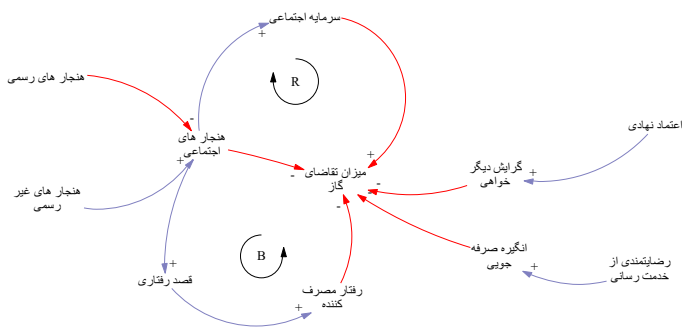 سرمایه اجتماعی
+
R
هنجار های رسمی
-
هنجار های
اجتماعی
+
+
میزان تقاضای
گاز
-
-
-
-
گرایش دیگر
خواهی
+
اعتماد نهادی
هنجار های غیر
رسمی
B
انگیزه صرفه
جویی
+
رضایتمندی از
خدمت رسانی
+
قصد رفتاری
+
رفتار مصرف
کننده